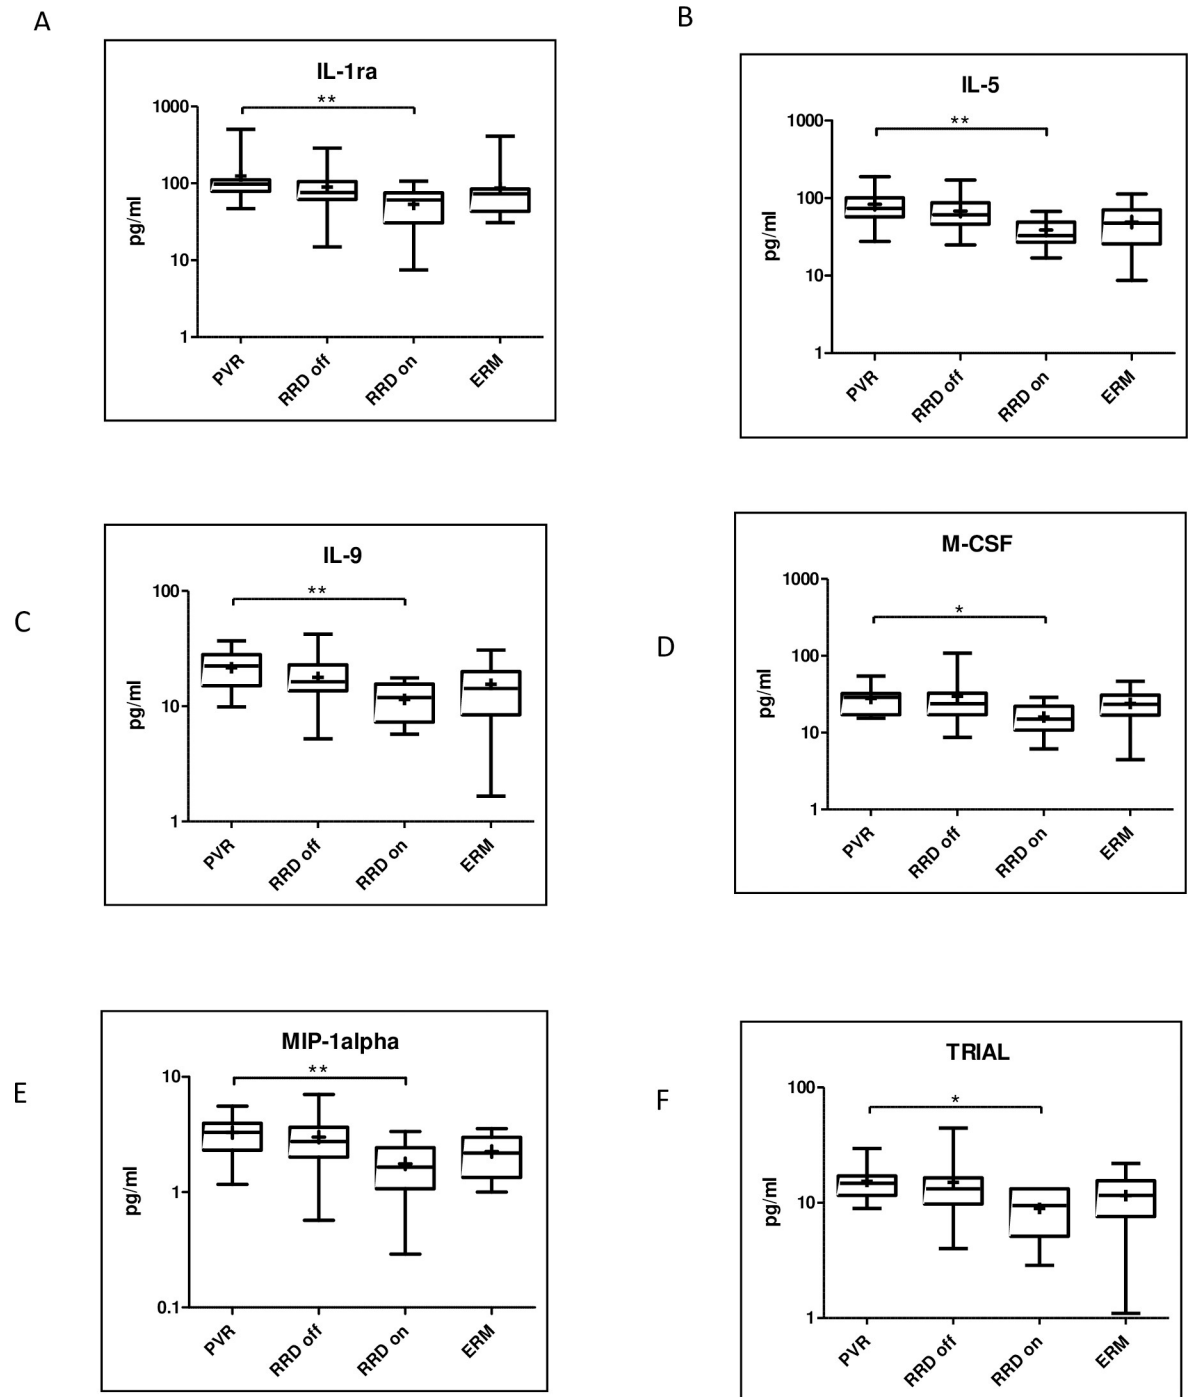 A
IL-1ra
**
1000
100
10
1
pg/ml
PVR
RRD off
RRD on
ERM
B
IL-5
**
1000
100
10
1
pg/ml
PVR
RRD off
RRD on
ERM
C
IL-9
**
100
10
1
pg/ml
PVR
RRD off
RRD on
ERM
D
M-CSF
*
1000
100
10
1
pg/ml
PVR
RRD off
RRD on
ERM
E
MIP-1alpha
**
10
1
0.1
pg/ml
PVR
RRD off
RRD on
ERM
F
TRIAL
*
100
10
1
pg/ml
PVR
RRD off
RRD on
ERM